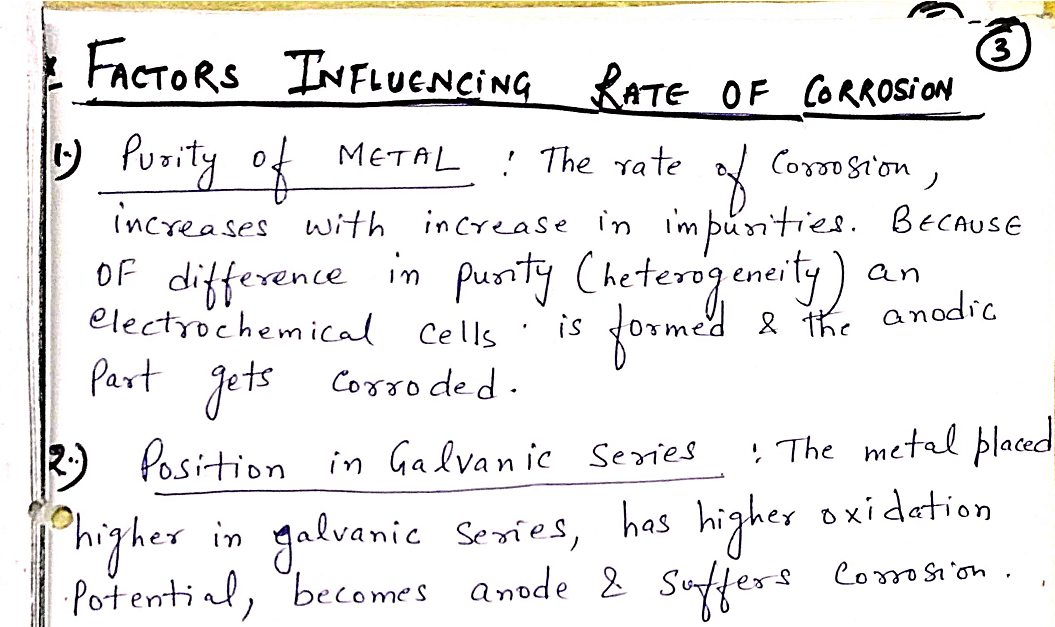 3
FACTORS INFLUENCING RATE OF CORROSION
1.) Purity of METAL : The rate of Corrosion,
increases with increase in impurities. BECAUSE
OF difference in purity (heterogeneity) an
electrochemical cells is formed & the anodic
Part gets Corroded.
2.) Position in Galvanic Series : The metal placed
higher in galvanic series, has higher oxidation
Potential, becomes anode & Suffers Corrosion.